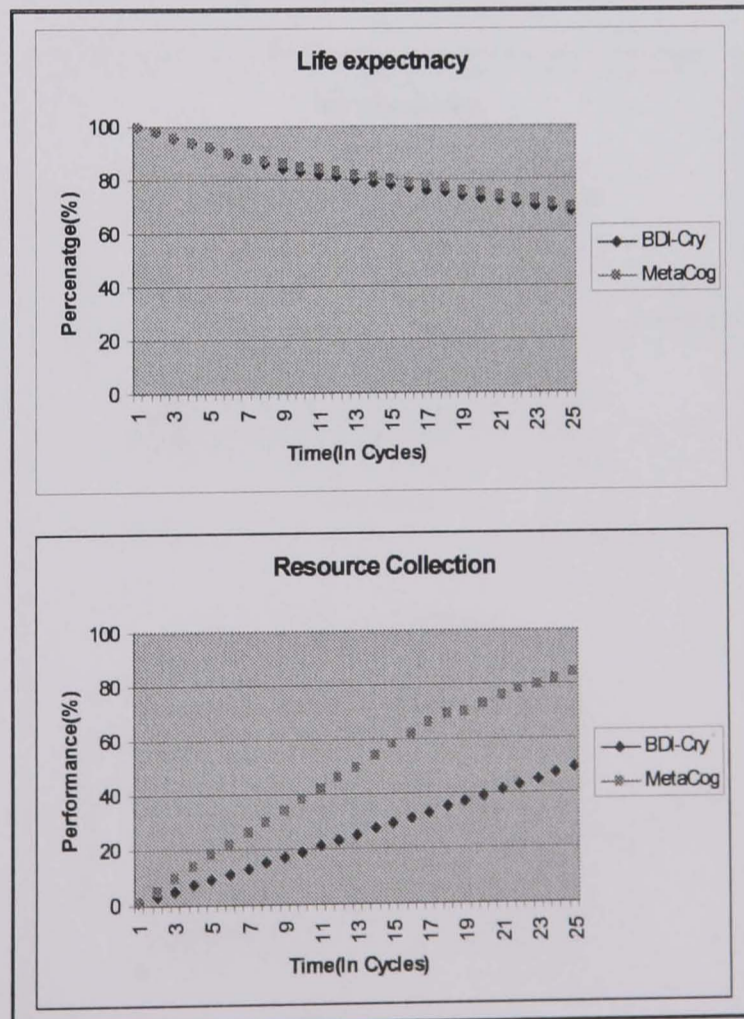 Life expectnacy
100
80
60
40
20
0
Percenatge(%)
1 3 5 7 9 11 13 15 17 19 21 23 25
Time(In Cycles)
BDI-Cry
MetaCog
Resource Collection
100
80
60
40
20
0
Performance(%)
1 3 5 7 9 11 13 15 17 19 21 23 25
Time(In Cycles)
BDI-Cry
MetaCog